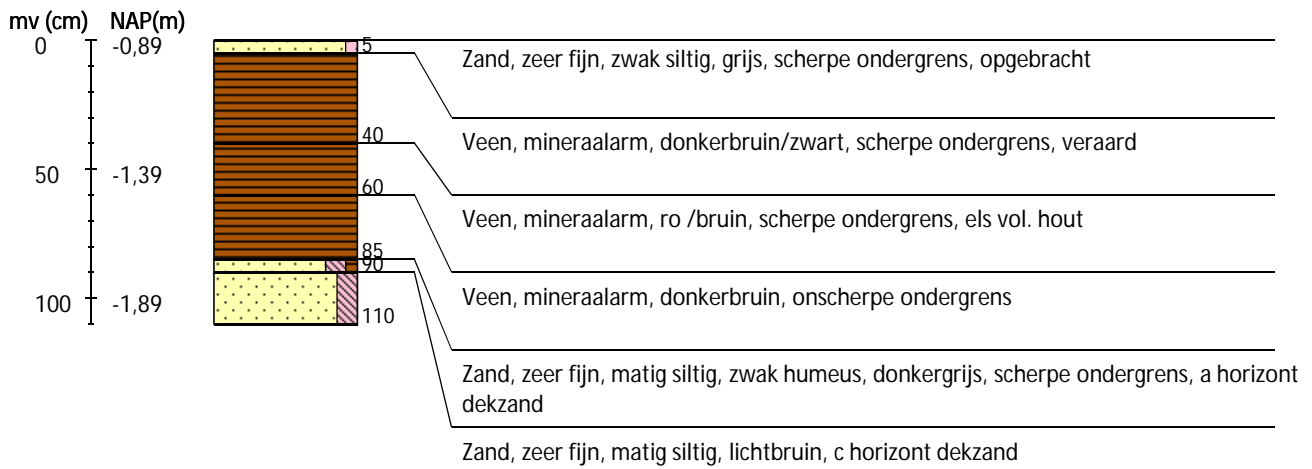 mv (cm) NAP(m)
0 -0,89
5
Zand, zeer fijn, zwak siltig, grijs, scherpe ondergrens, opgebracht
40
Veen, mineraalarm, donkerbruin/zwart, scherpe ondergrens, veraard
50 -1,39
60
Veen, mineraalarm, ro /bruin, scherpe ondergrens, els vol. hout
85
90
Veen, mineraalarm, donkerbruin, onscherpe ondergrens
100 -1,89
110
Zand, zeer fijn, matig siltig, zwak humeus, donkergrijs, scherpe ondergrens, a horizont
dekzand
Zand, zeer fijn, matig siltig, lichtbruin, c horizont dekzand